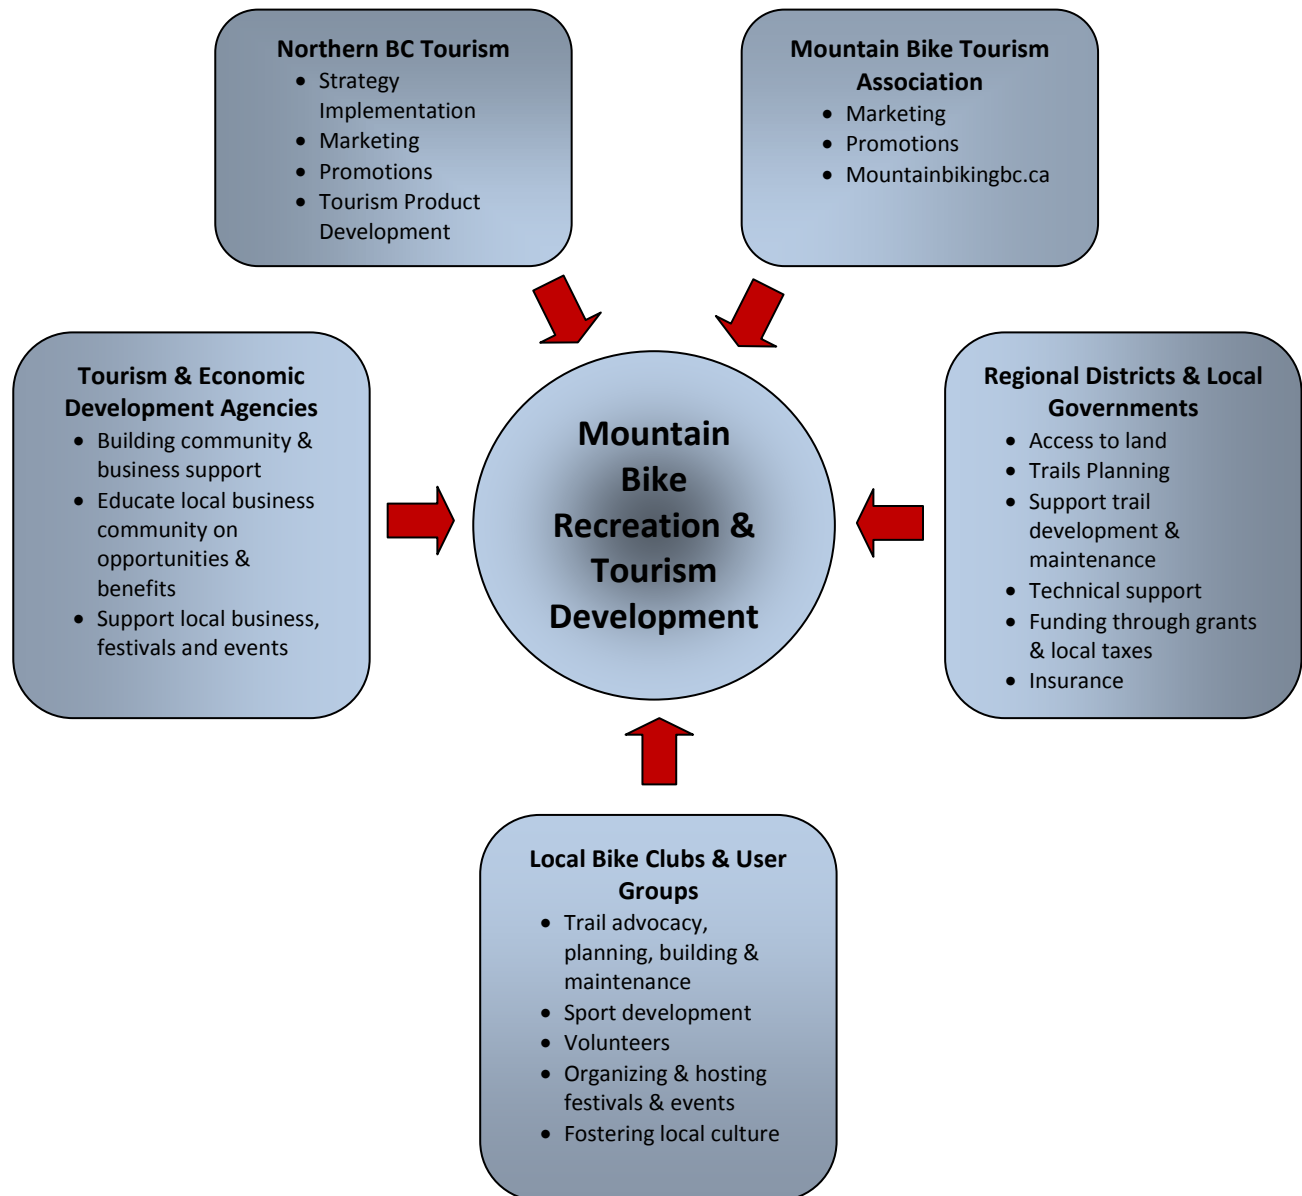 Northern BC Tourism
• Strategy
Implementation
• Marketing
• Promotions
• Tourism Product
Development
Mountain Bike Tourism
Association
• Marketing
• Promotions
• Mountainbikingbc.ca
Tourism & Economic
Development Agencies
• Building community &
business support
• Educate local business
community on
opportunities &
benefits
• Support local business,
festivals and events
Mountain
Bike
Recreation &
Tourism
Development
Regional Districts & Local
Governments
• Access to land
• Trails Planning
• Support trail
development &
maintenance
• Technical support
• Funding through grants
& local taxes
• Insurance
Local Bike Clubs & User
Groups
• Trail advocacy,
planning, building &
maintenance
• Sport development
• Volunteers
• Organizing & hosting
festivals & events
• Fostering local culture